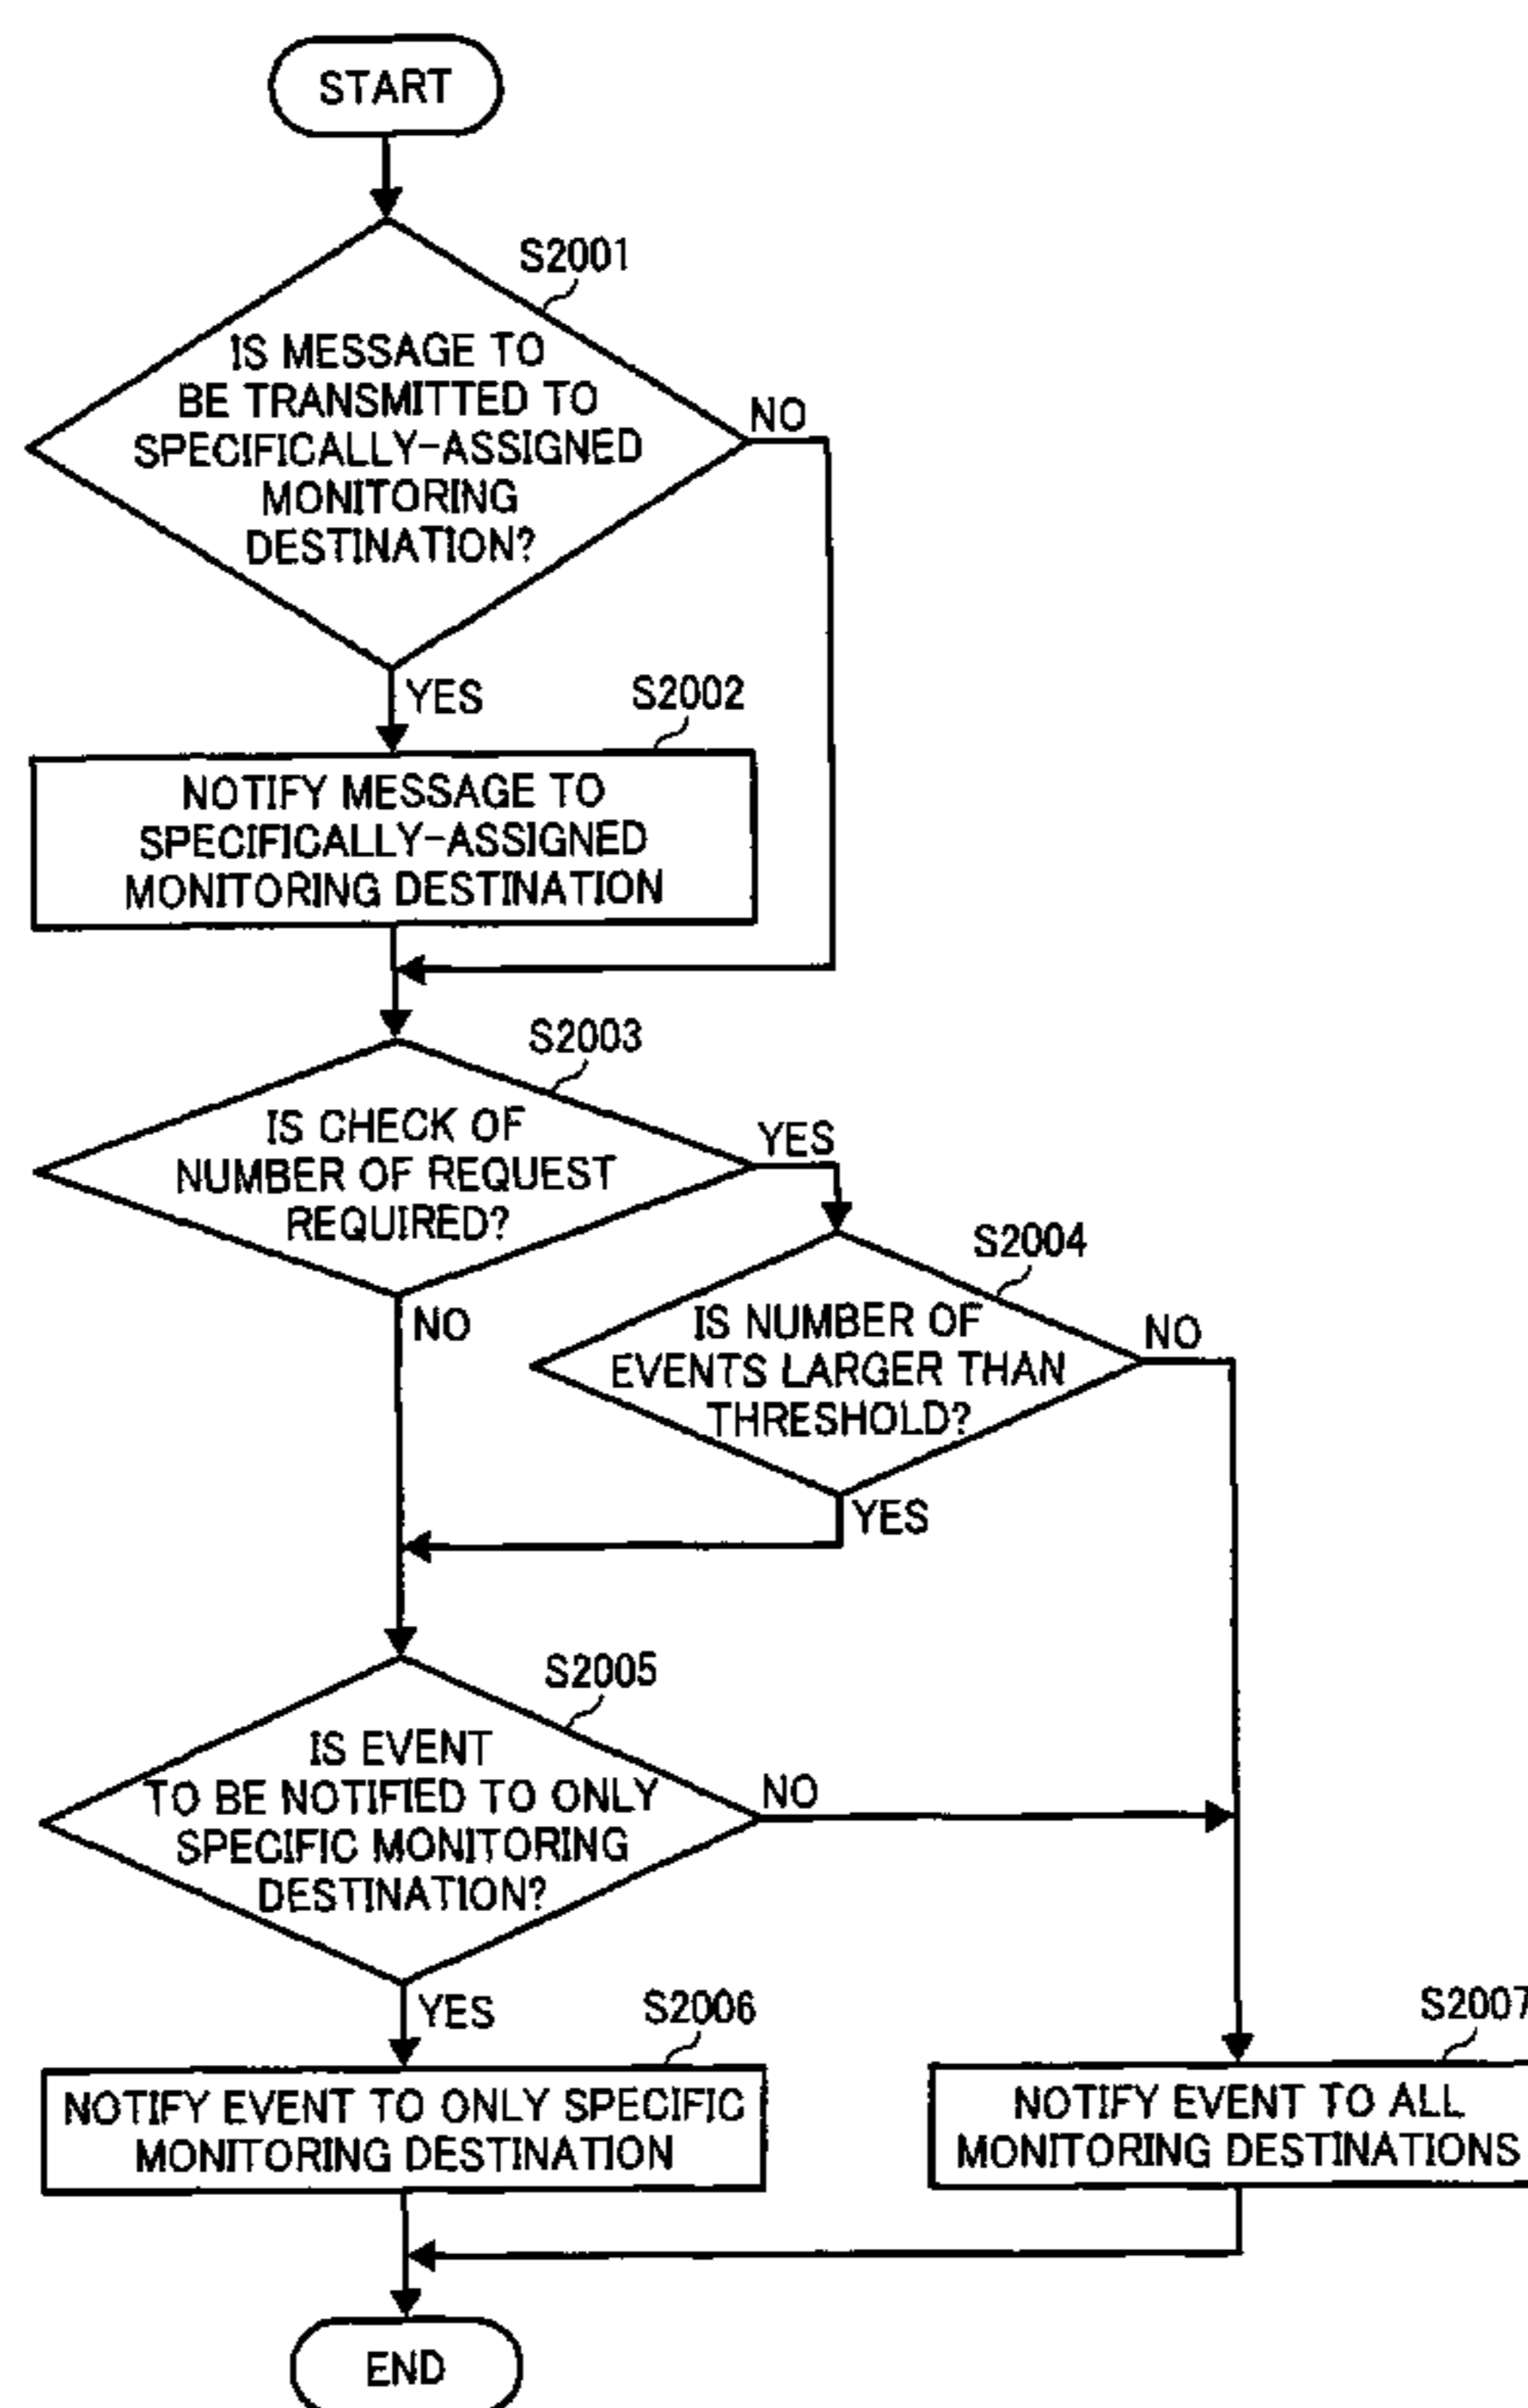 START
S2001
IS MESSAGE TO
BE TRANSMITTED TO
SPECIFICALLY-ASSIGNED
MONITORING
DESTINATION?
NO
YES
S2002
NOTIFY MESSAGE TO
SPECIFICALLY-ASSIGNED
MONITORING DESTINATION
S2003
IS CHECK OF
NUMBER OF REQUEST
REQUIRED?
YES
NO
S2004
IS NUMBER OF
EVENTS LARGER THAN
THRESHOLD?
NO
YES
S2005
IS EVENT
TO BE NOTIFIED TO ONLY
SPECIFIC MONITORING
DESTINATION?
NO
YES
S2006
NOTIFY EVENT TO ONLY SPECIFIC
MONITORING DESTINATION
S2007
NOTIFY EVENT TO ALL
MONITORING DESTINATIONS
END